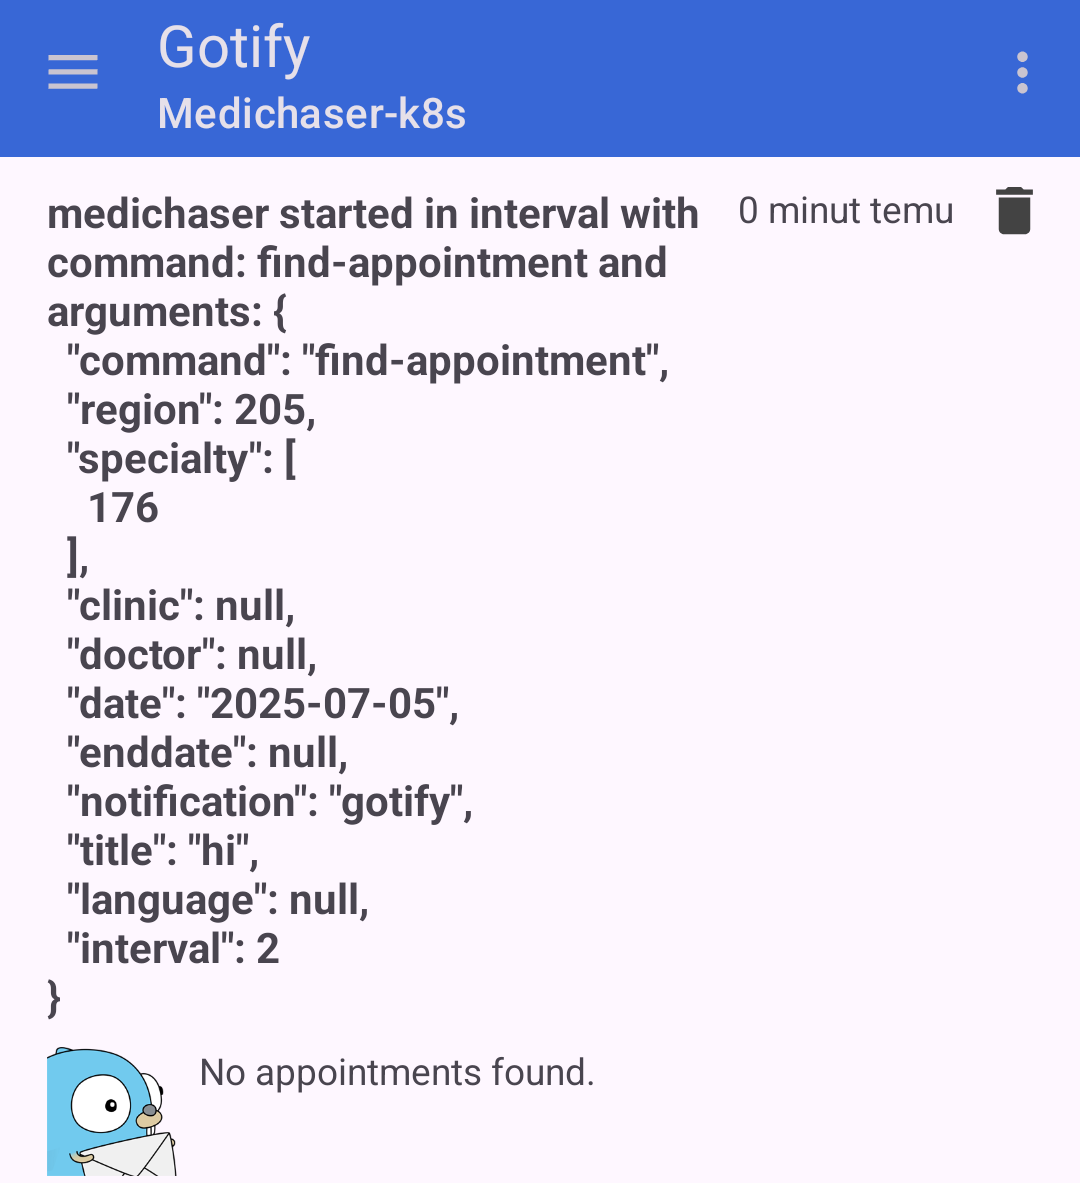 Gotify
Medichaser-k8s
medichaser started in interval with
command: find-appointment and
arguments: {
"command": "find-appointment",
"region": 205,
"specialty": [
176
],
"clinic": null,
"doctor": null,
"date": "2025-07-05",
"enddate": null,
"notification": "gotify",
"title": "hi",
"language": null,
"interval": 2
}
0 minut temu
No appointments found.